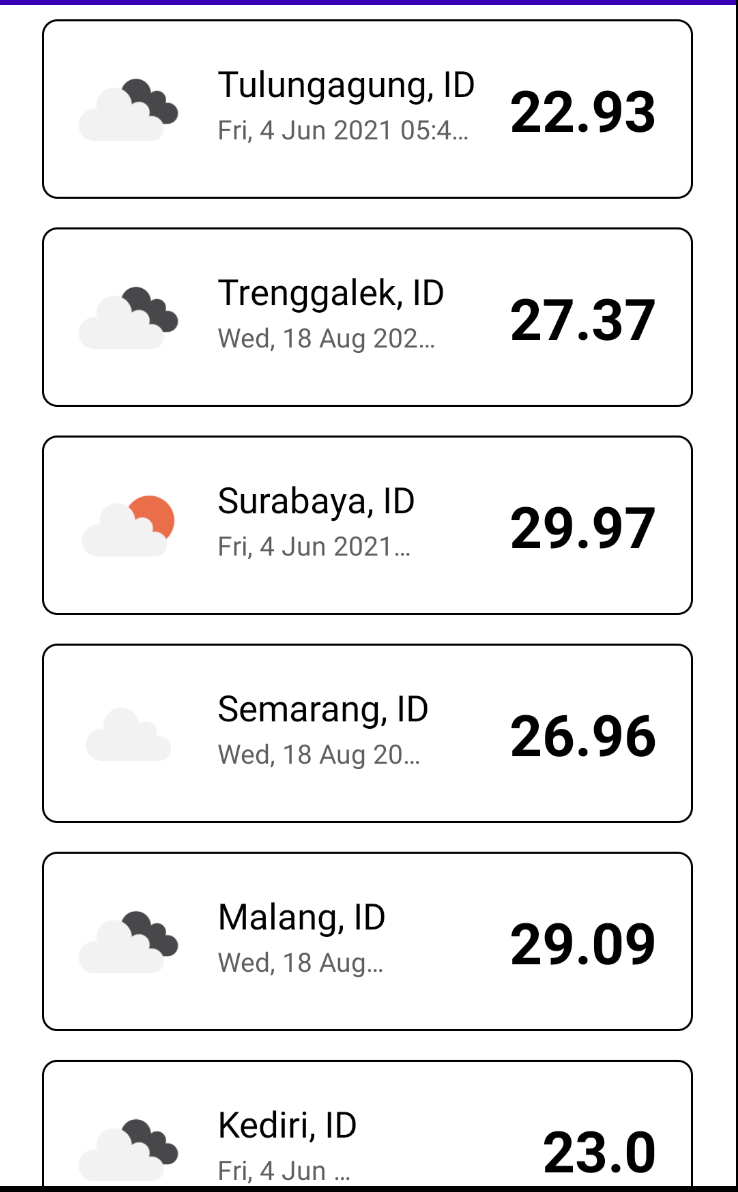 Tulungagung, ID
Fri, 4 Jun 2021 05:4...
22.93
Trenggalek, ID
Wed, 18 Aug 202...
27.37
Surabaya, ID
Fri, 4 Jun 2021...
29.97
Semarang, ID
Wed, 18 Aug 20...
26.96
Malang, ID
Wed, 18 Aug...
29.09
Kediri, ID
Fri, 4 Jun ...
23.0